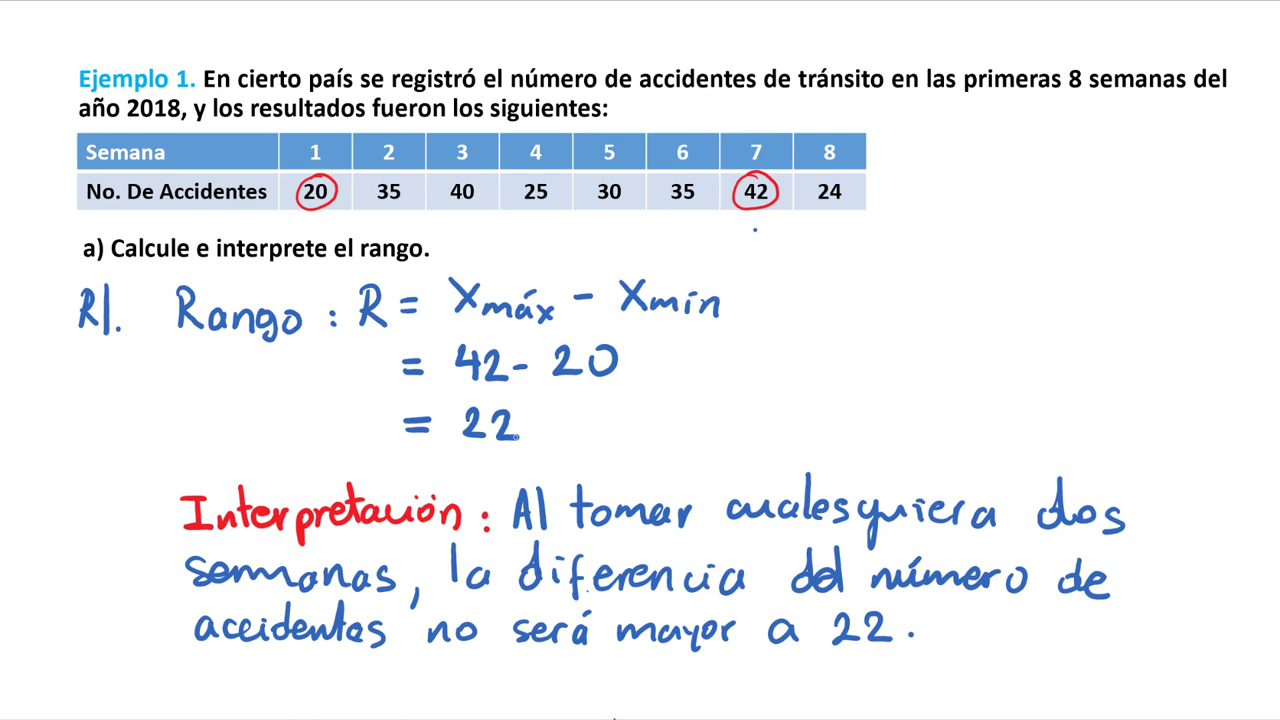 Ejemplo 1. En cierto país se registró el número de accidentes de tránsito en las primeras 8 semanas del
año 2018, y los resultados fueron los siguientes:
Semana 1 2 3 4 5 6 7 8
No. De Accidentes 20 35 40 25 30 35 42 24
a) Calcule e interprete el rango.
R|. Rango : R = Xmáx - Xmín
= 42 - 20
= 22
Interpretación : Al tomar cualesquiera dos
semanas, la diferencia del número de
accidentes no será mayor a 22.